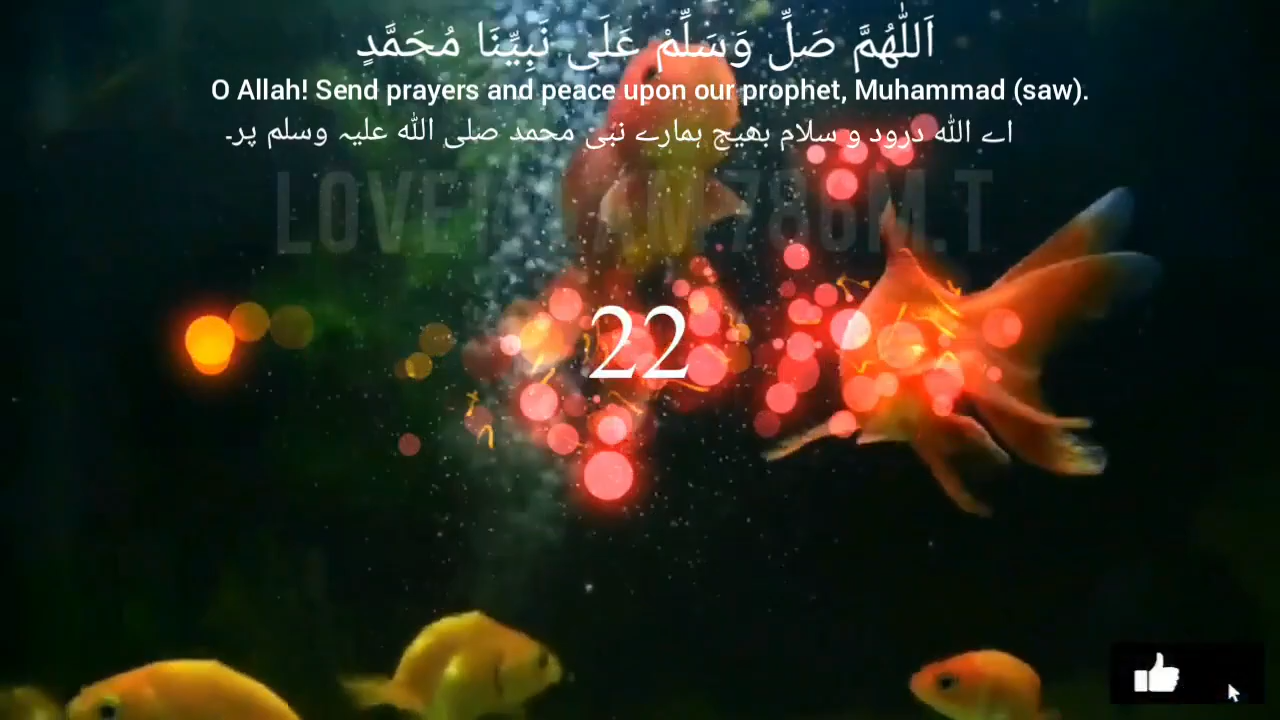 اَللّٰهُمَّ صَلِّ وَسَلِّمْ عَلَى نَبِيِّنَا مُحَمَّدٍ
O Allah! Send prayers and peace upon our prophet, Muhammad (saw).
اے اللہ درود و سلام بھیج ہمارے نبی محمد صلی اللہ علیہ وسلم پر۔
LOVEISLAM786M.T
22